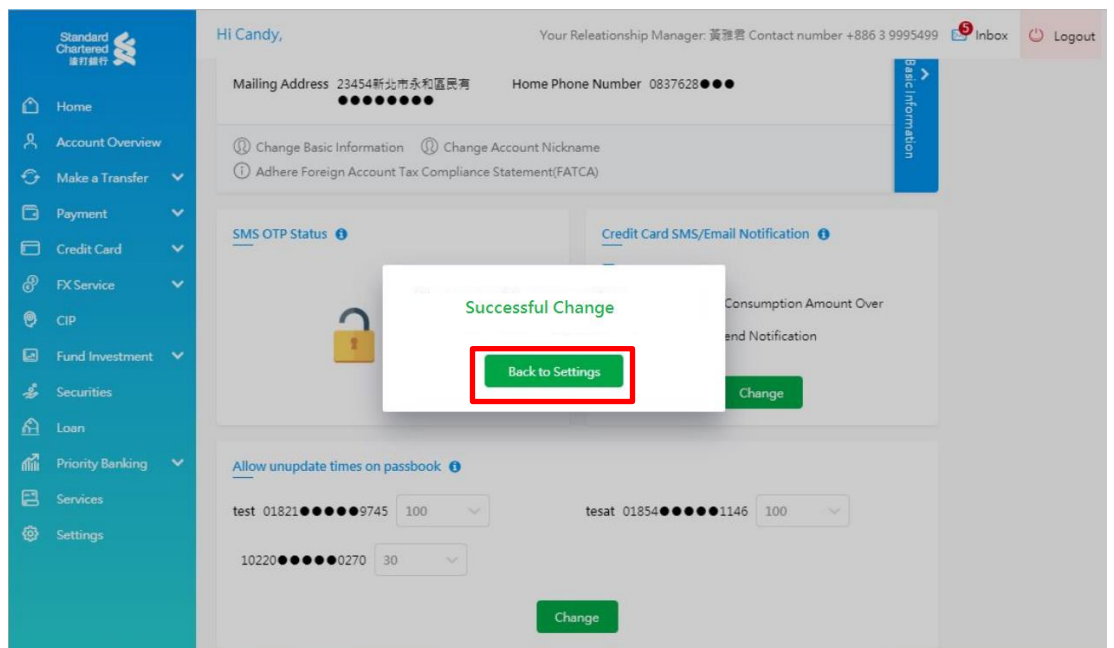 Standard
Chartered
渣打銀行
Hi Candy,
Your Releationship Manager: 黃雅君 Contact number +886 3 9995499
5
Inbox
Logout
Home
Account Overview
Make a Transfer
Payment
Credit Card
FX Service
CIP
Fund Investment
Securities
Loan
Priority Banking
Services
Settings
Mailing Address 23454新北市永和區民有
●●●●●●●●
Home Phone Number 0837628●●●
Basic Information
Change Basic Information
Change Account Nickname
Adhere Foreign Account Tax Compliance Statement(FATCA)
SMS OTP Status
Credit Card SMS/Email Notification
Consumption Amount Over
end Notification
Change
Successful Change
Back to Settings
Allow unupdate times on passbook
test 01821●●●●●9745 100
tesat 01854●●●●●1146 100
10220●●●●●0270 30
Change